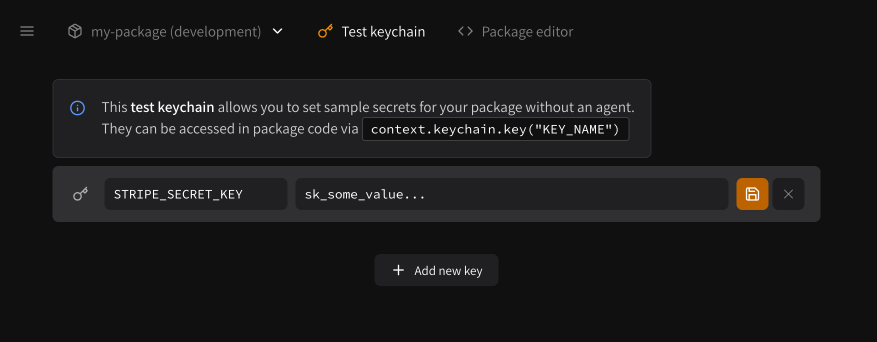 my-package (development) Test keychain Package editor
This test keychain allows you to set sample secrets for your package without an agent.
They can be accessed in package code via context.keychain.key("KEY_NAME")
STRIPE_SECRET_KEY sk_some_value...
Add new key